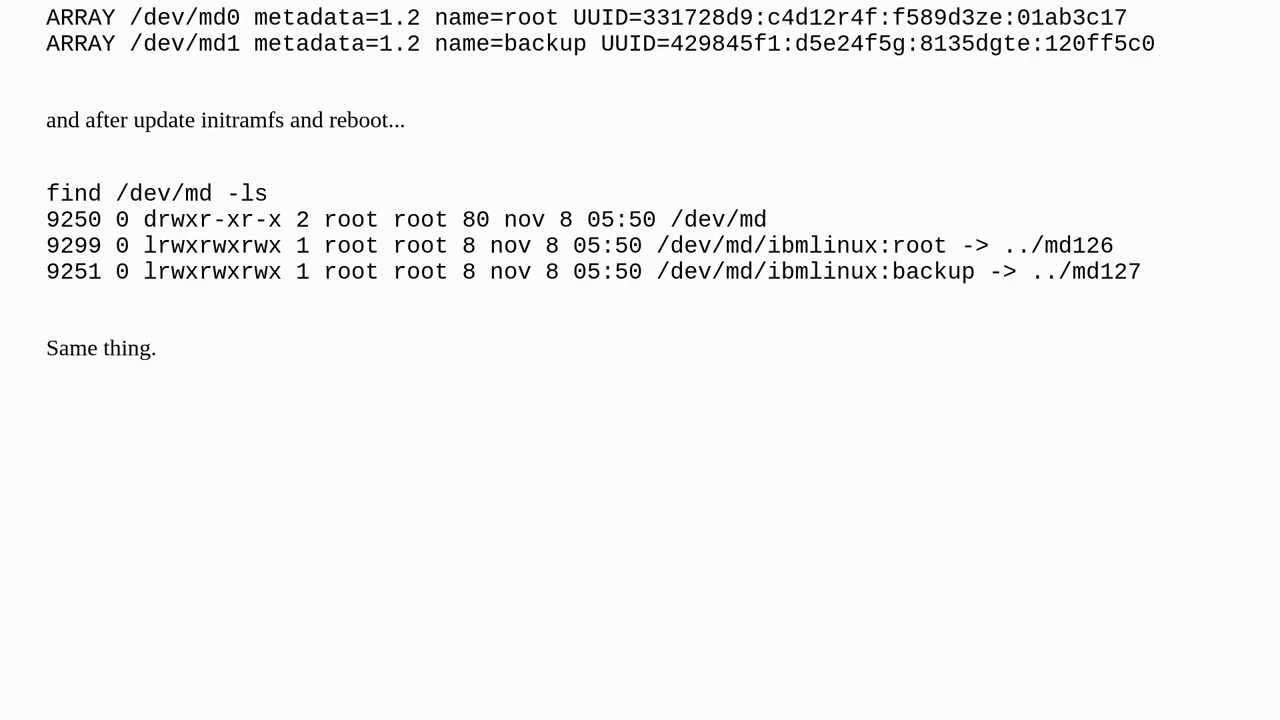 ARRAY /dev/md0 metadata=1.2 name=root UUID=331728d9:c4d12r4f:f589d3ze:01ab3c17
ARRAY /dev/md1 metadata=1.2 name=backup UUID=429845f1:d5e24f5g:8135dgte:120ff5c0
and after update initramfs and reboot...
find /dev/md -ls
9250 0 drwxr-xr-x 2 root root 80 nov 8 05:50 /dev/md
9299 0 lrwxrwxrwx 1 root root 8 nov 8 05:50 /dev/md/ibmlinux:root -> ../md126
9251 0 lrwxrwxrwx 1 root root 8 nov 8 05:50 /dev/md/ibmlinux:backup -> ../md127
Same thing.